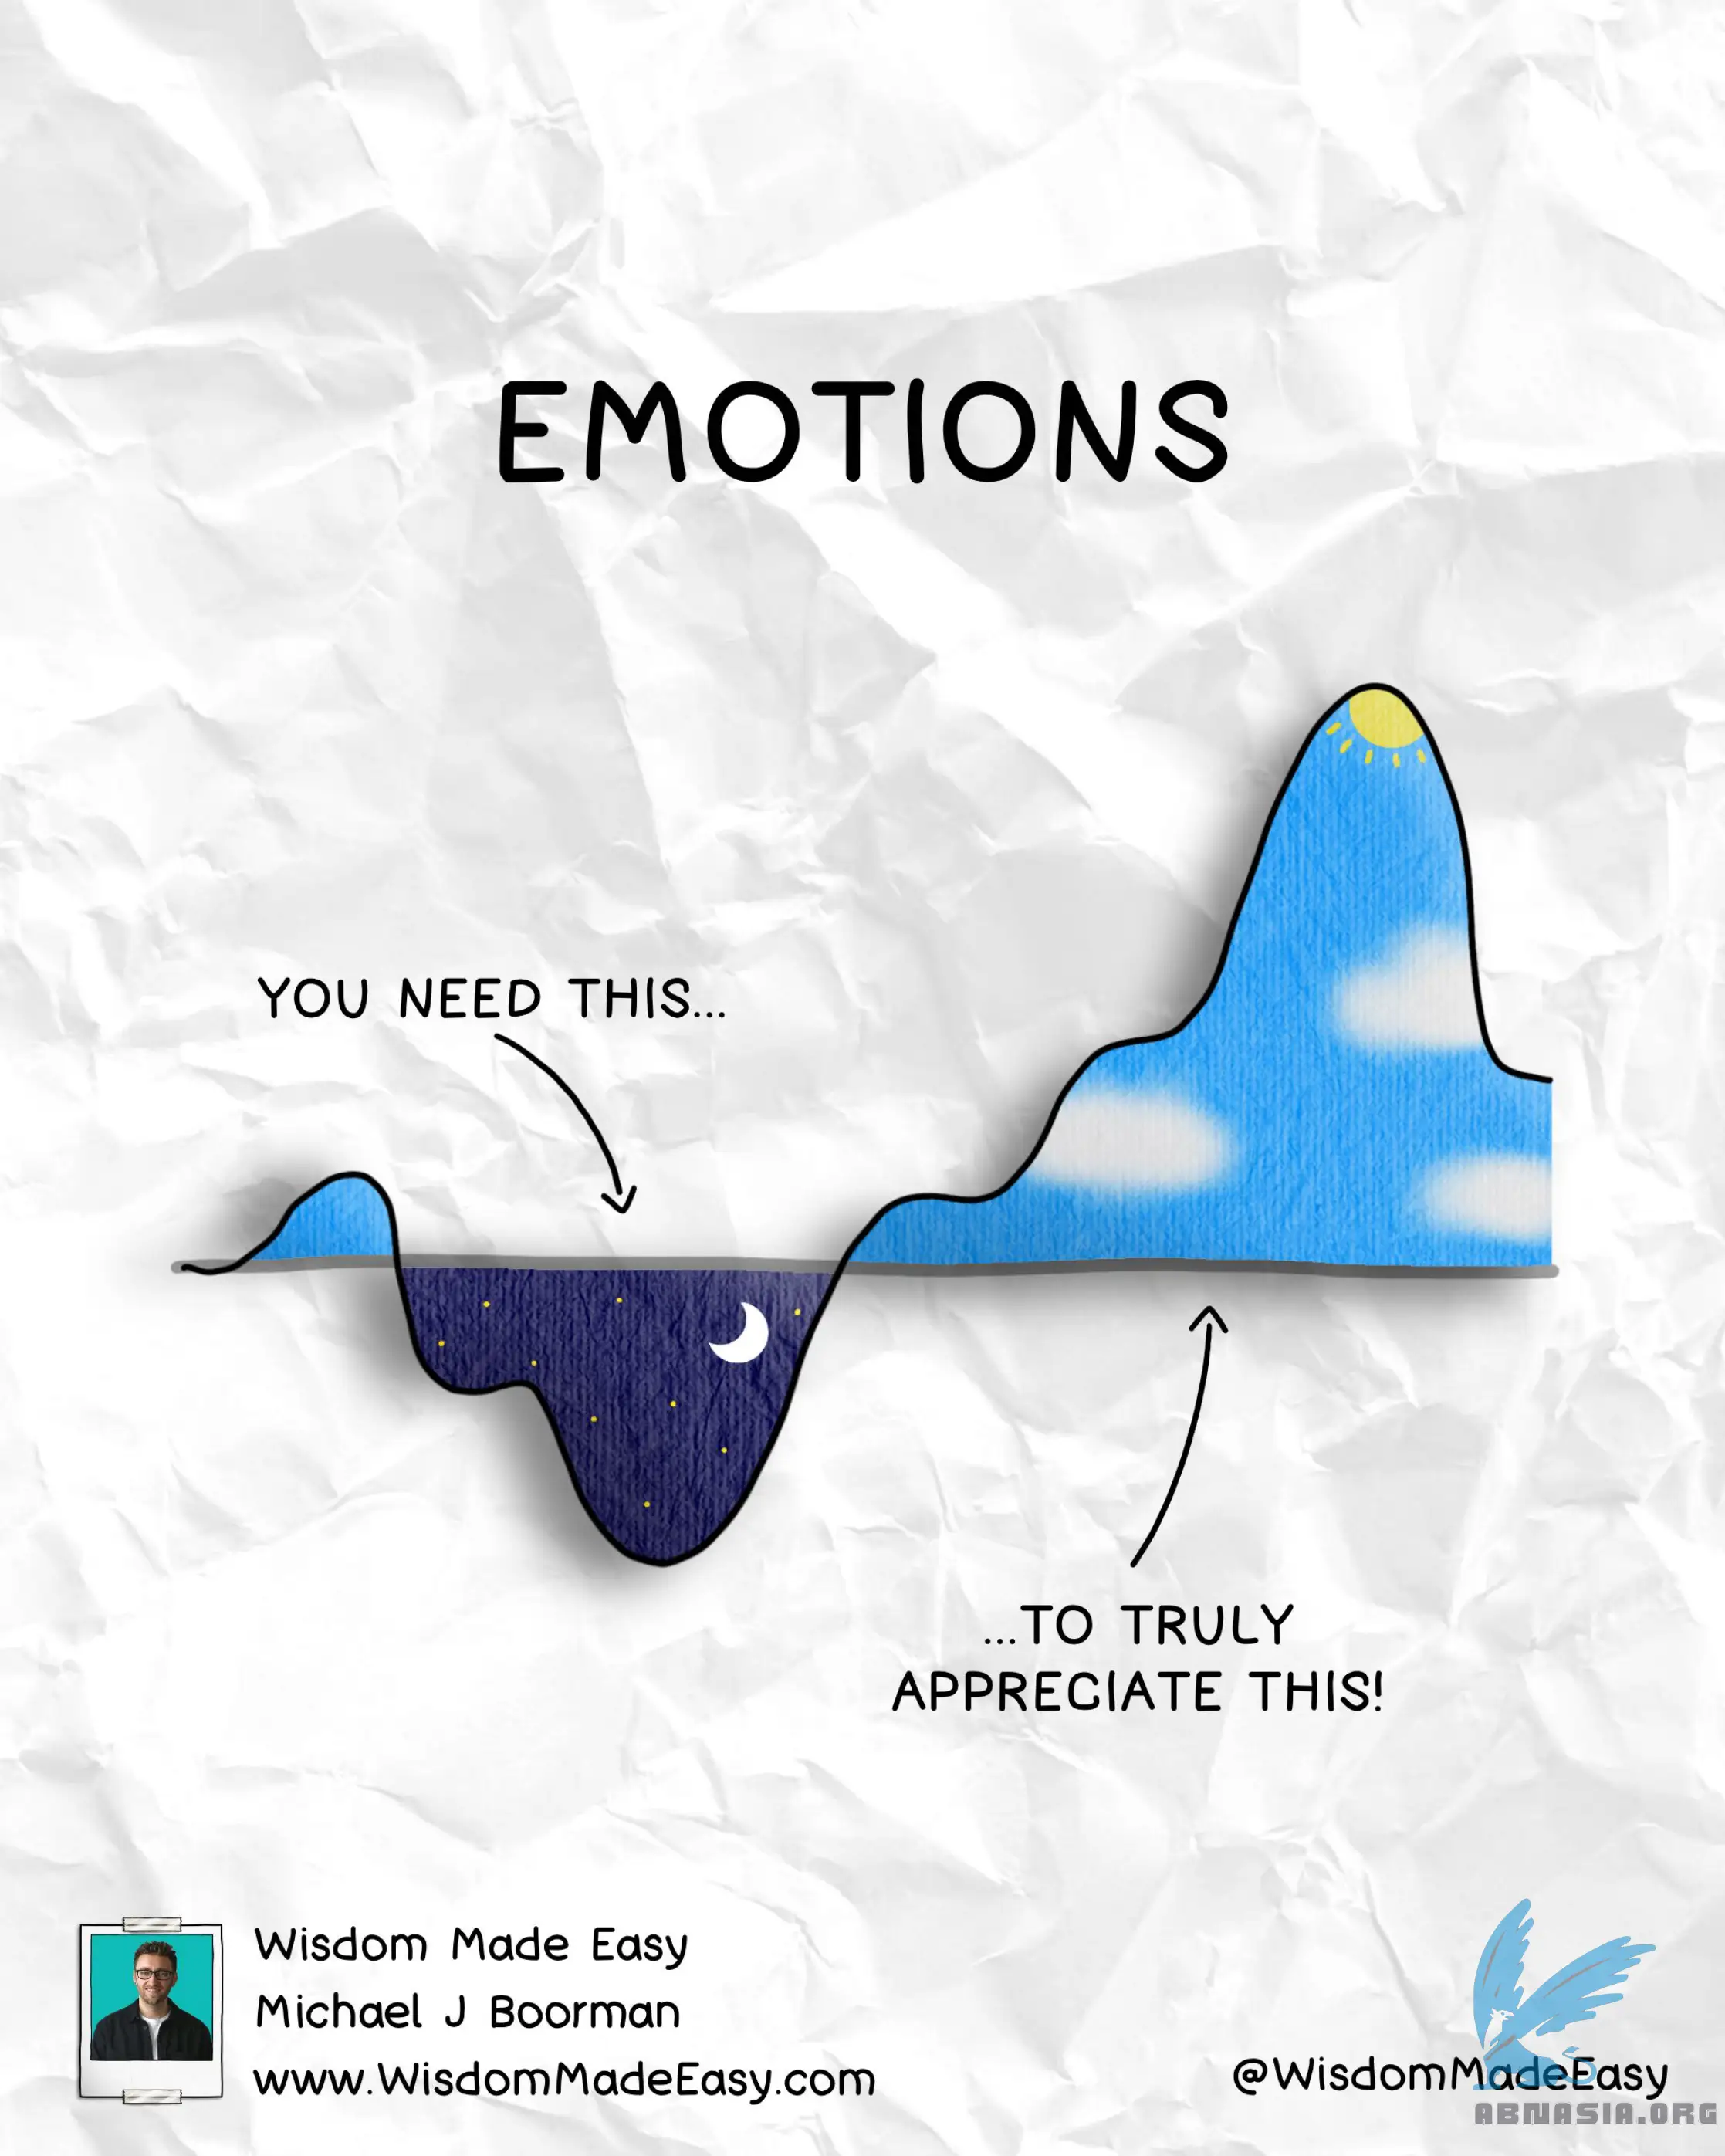 EMOTIONS
YOU NEED THIS...
...TO TRULY
APPRECIATE THIS!
Wisdom Made Easy
Michael J Boorman
www.WisdomMadeEasy.com
@WisdomMadeEasy
ABNASIA.ORG